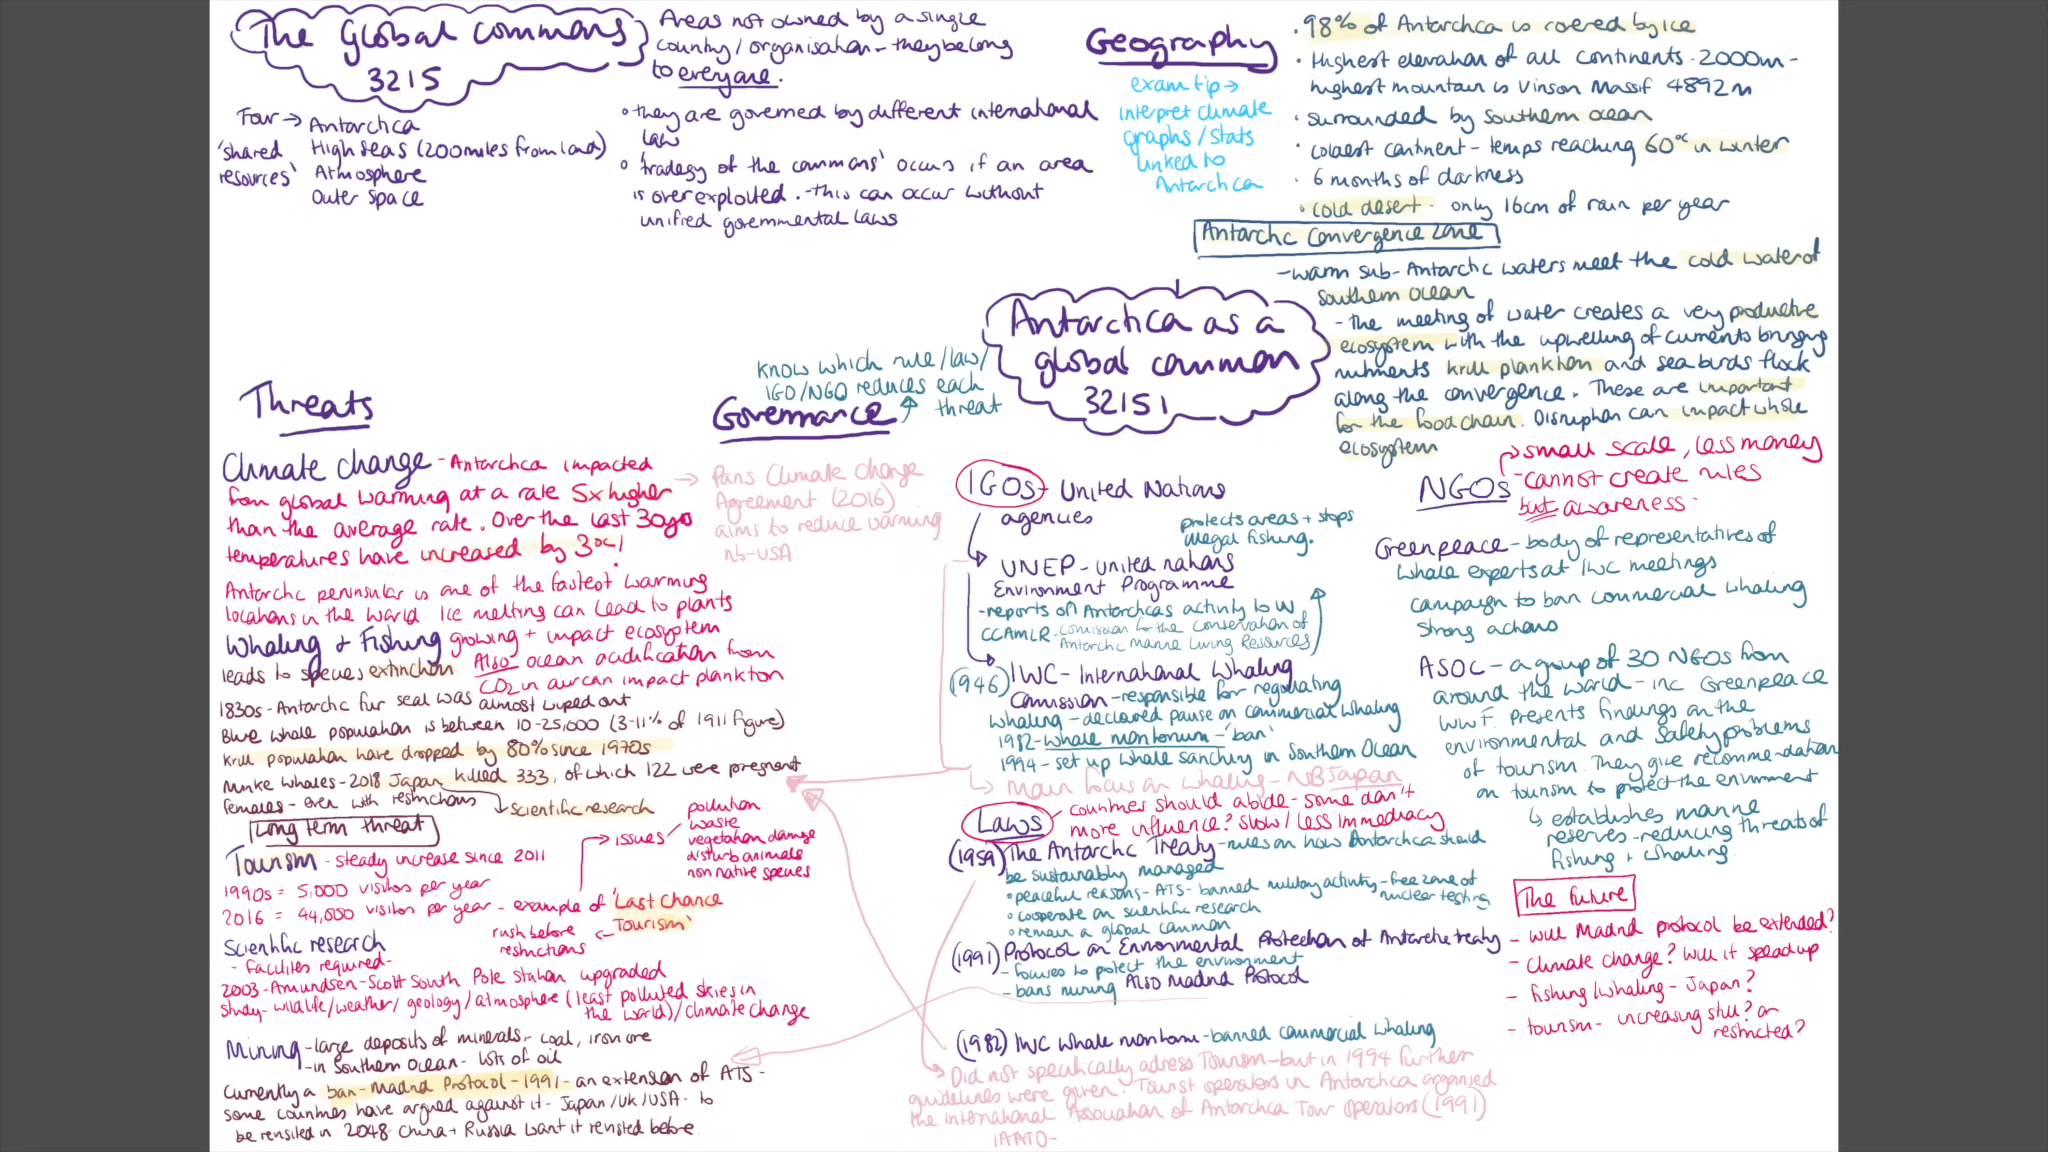 The Global commons
3215
Areas not owned by a single
country/organisation - they belong
to everyone.
Four → Antarctica
'shared High seas (200miles from land)
resources' Atmosphere
Outer space
◦ they are governed by different international
law
◦ 'tradegy of the commons' occurs if an area
is over exploited. - this can occur without
unified governmental laws
Geography
exam tip →
interpret climate
graphs/stats
linked to
Antarctica
• 98% of Antarctica is covered by ice
• Highest elevation of all continents - 2000m -
highest mountain is Vinson Massif 4892m
• surrounded by Southern ocean
• coldest continent - temps reaching 60°c in winter
• 6 months of darkness
• cold desert - only 16cm of rain per year
Antarctic Convergence Zone
- warm sub-Antarctic waters meet the cold water of
southern ocean
- the meeting of water creates a very productive
ecosystem with the upwelling of currents bringing
nutrients krill plankton and sea birds flock
along the convergence. These are important
for the food chain. Disruption can impact whole
ecosystem
Antarctica as a
global common
32151
Threats
Climate change - Antarctica impacted
from global warming at a rate 5x higher
than the average rate. Over the last 30yo
temperatures have increased by 3°c!
Antarctic peninsular is one of the fastest warming
locations in the world. Ice melting can lead to plants
growing + impact ecosystem
Also ocean acidification from
CO2 in air can impact plankton
Whaling + Fishing
leads to species extinction
1830s - Antarctic fur seal was almost wiped out
Blue whale population is between 10-25,000 (3-11% of 1911 figure)
Krill population have dropped by 80% since 1970s
Minke Whales - 2018 Japan killed 333, of which 122 were pregnant
females - even with restrictions → scientific research
Long term threat
Tourism - steady increase since 2011
1990s = 5,000 visitors per year
2016 = 44,000 visitors per year - example of 'Last Chance
Tourism'
rush before
restrictions ←
→ issues
pollution
waste
vegetation damage
disturb animals
non native species
Scientific research
- facilites required -
2003 - Amundsen-Scott South Pole Station upgraded
study - wildlife/weather/geology/atmosphere (least polluted skies in
the world)/climate change
Mining - large deposits of minerals - coal, iron ore
- in Southern Ocean - lots of oil
Currently a ban - Madrid Protocol - 1991 - an extension of ATS -
some countries have argued against it - Japan/UK/USA - to
be revisited in 2048 China + Russia want it revisted before.
know which rule/law/
IGO/NGO reduces each
threat
Governance
→ Paris Climate change
Agreement (2016)
aims to reduce warming
nb-USA
IGOs - United Nations
agencies
protects areas + stops
illegal fishing.
UNEP - united nations
Environment Programme
- reports on Antarcticas activity to UN
CCAMLR - comission for the conservation of
Antarctic Marine Living Resources
(1946) IWC - International Whaling
Comission - responsible for regulating
whaling - declared pause on commercial whaling
1982 - whale moritorium - 'ban'
1994 - set up whale sanctury in Southern Ocean
→ main focus on whaling - NB Japan
Laws - countries should abide - some don't
more influence? slow/less immediacy
(1959) The Antarctic Treaty - rules on how Antarctica should
be sustainably managed
◦ peaceful reasons - ATS - banned military activity - free zone of
nuclear testing
◦ cooperate on scientific research
◦ remain a global common
(1991) Protocol on Environmental Protection of Antarctic treaty
- focuses to protect the environment
- bans mining Also Madrid Protocol
(1982) IWC whale moritorium - banned commercial whaling
→ Did not specifically adress Tourism - but in 1994 further
guidelines were given. Tourist operators in Antarctica organised
the international Association of Antarctica Tour operators (1991)
IAATO -
NGOs
→ small scale, less money
- cannot create rules
but awareness -
Greenpeace - body of representatives of
whale experts at IWC meetings
campaign to ban commercial whaling
strong actions
ASOC - a group of 30 NGOs from
around the world - inc Greenpeace
WWF. Presents findings on the
environmental and safety problems
of tourism. They give recommendation
on tourism to protect the environment
↳ establishes marine
reserves - reducing threats of
fishing + whaling.
The Future
- will Madrid protocol be extended?
- climate change? Will it speed up
- fishing/whaling - Japan?
- tourism - increasing still? or
restricted?